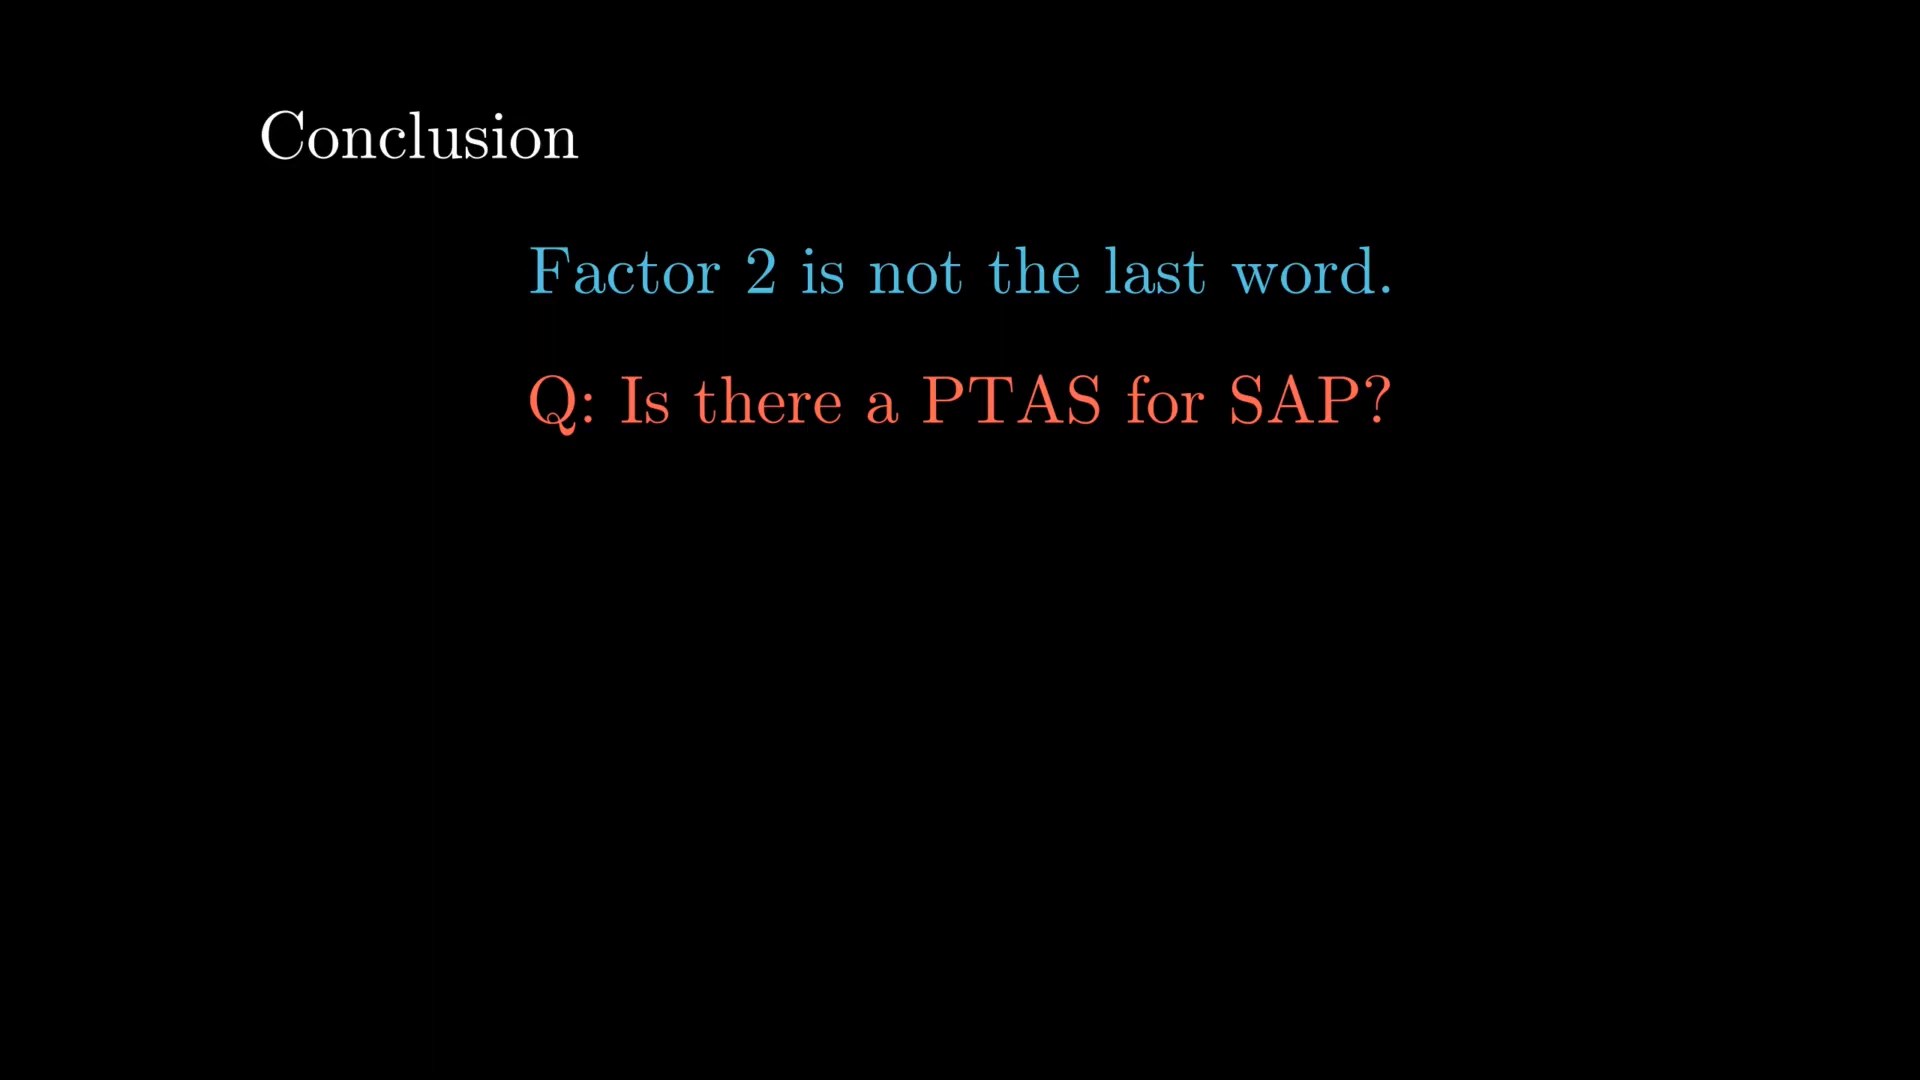 Conclusion
Factor 2 is not the last word.
Q: Is there a PTAS for SAP?